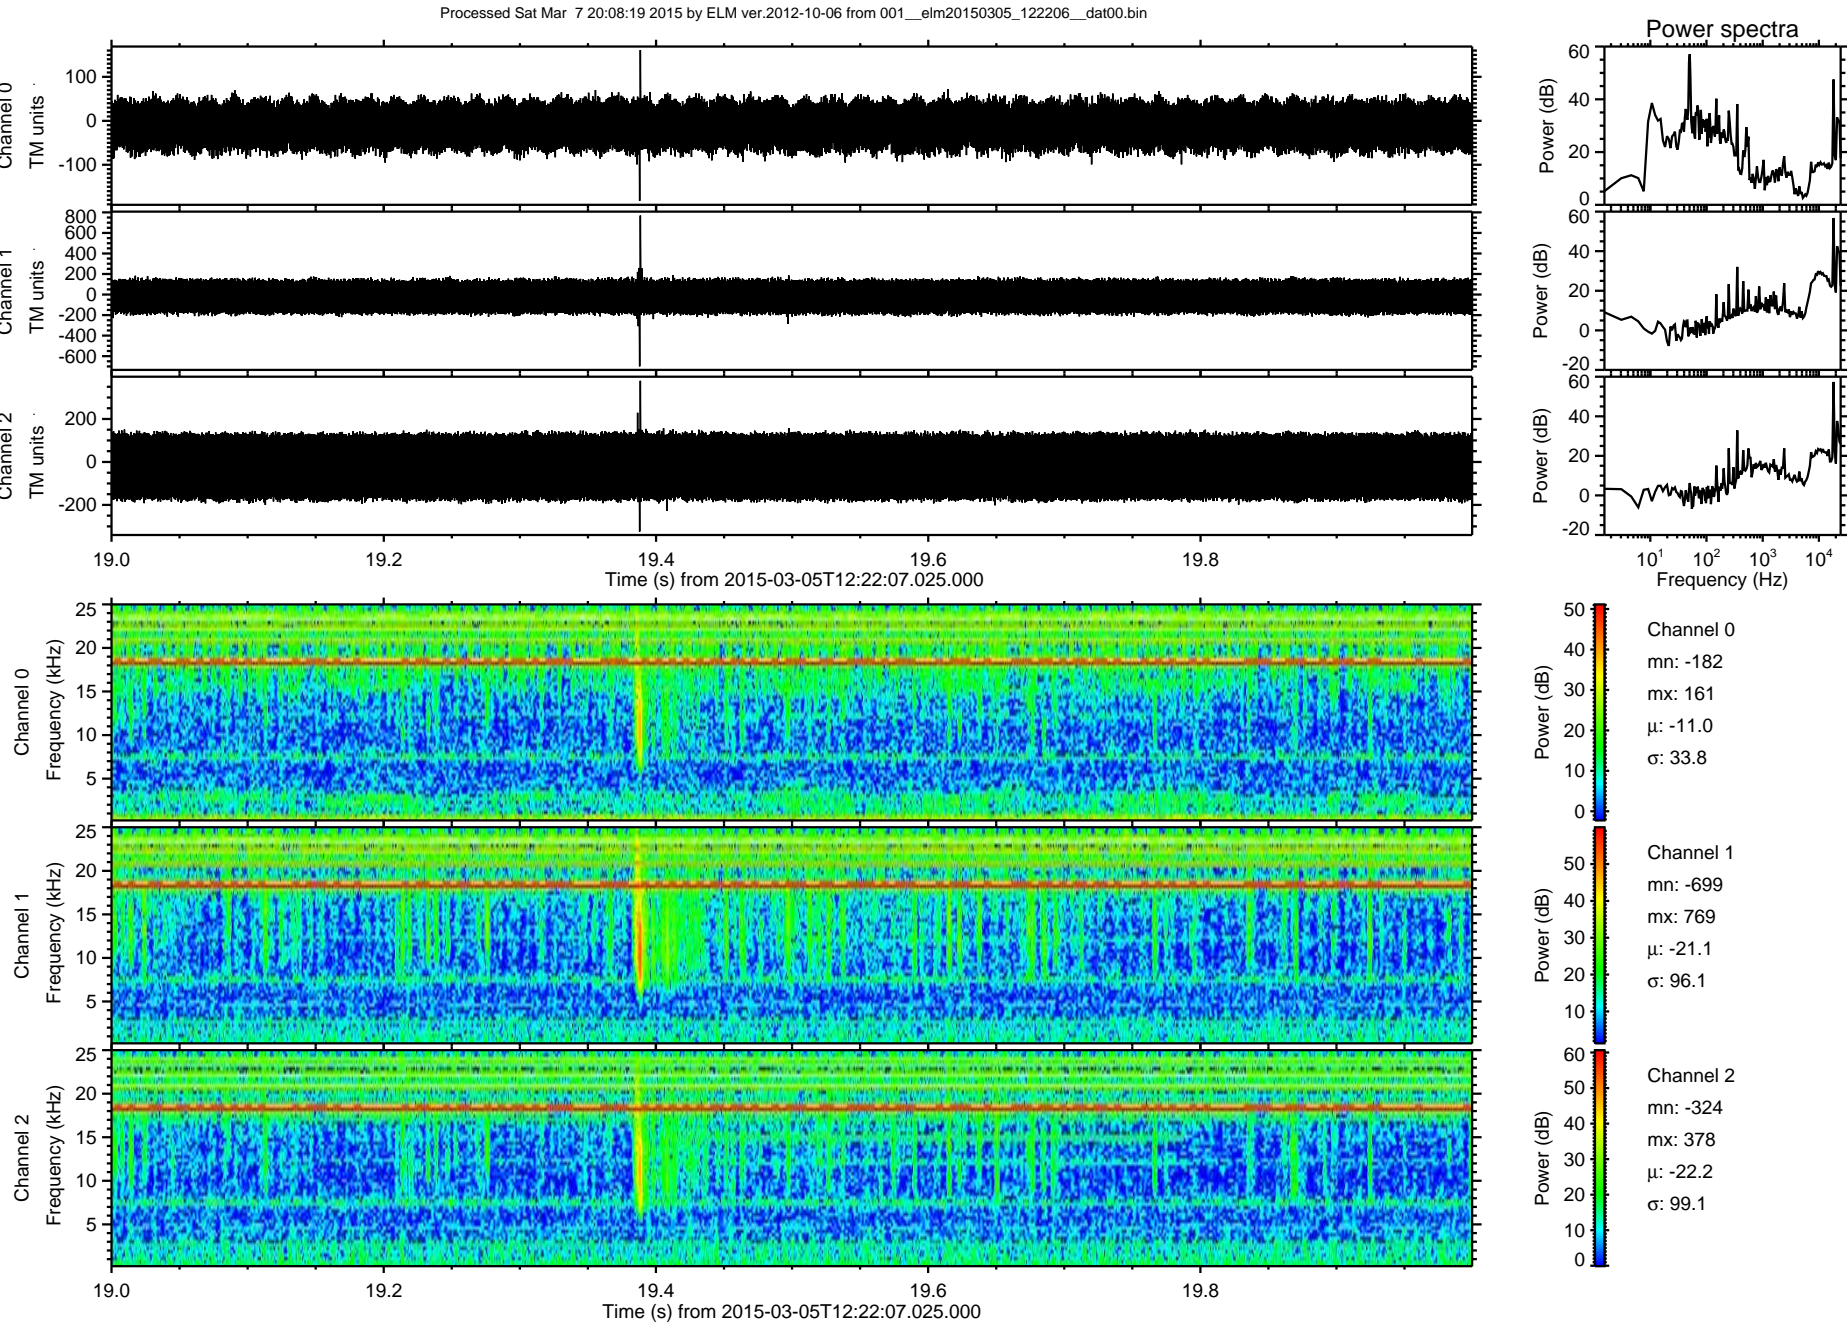 Processed Sat Mar 7 20:08:19 2015 by ELM ver.2012-10-06 from 001__elm20150305_122206__dat00.bin
Power spectra
Channel 0
TM units
100
0
-100
Power (dB)
60
40
20
0
Channel 1
TM units
800
600
400
200
0
-200
-400
-600
Power (dB)
60
40
20
0
-20
Channel 2
TM units
200
0
-200
Power (dB)
60
40
20
0
-20
19.0 19.2 19.4 19.6 19.8
Time (s) from 2015-03-05T12:22:07.025.000
10^1 10^2 10^3 10^4
Frequency (Hz)
Channel 0
Frequency (kHz)
25
20
15
10
5
Power (dB)
50
40
30
20
10
0
Channel 0
mn: -182
mx: 161
μ: -11.0
σ: 33.8
Channel 1
Frequency (kHz)
25
20
15
10
5
Power (dB)
50
40
30
20
10
Channel 1
mn: -699
mx: 769
μ: -21.1
σ: 96.1
Channel 2
Frequency (kHz)
25
20
15
10
5
Power (dB)
60
50
40
30
20
10
0
Channel 2
mn: -324
mx: 378
μ: -22.2
σ: 99.1
19.0 19.2 19.4 19.6 19.8
Time (s) from 2015-03-05T12:22:07.025.000